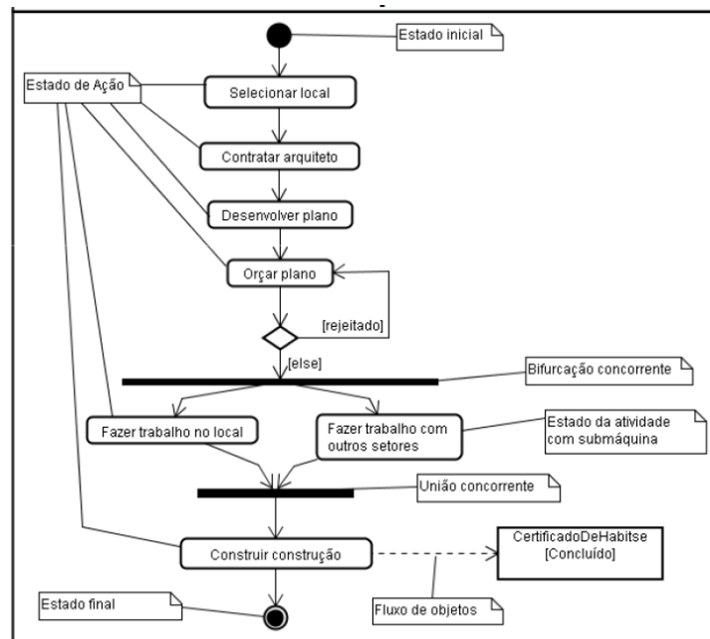 Estado inicial
Estado de Ação
Selecionar local
Contratar arquiteto
Desenvolver plano
Orçar plano
[rejeitado]
[else]
Bifurcação concorrente
Fazer trabalho no local
Fazer trabalho com
outros setores
Estado da atividade
com submáquina
União concorrente
Construir construção
CertificadoDeHabitse
[Concluído]
Estado final
Fluxo de objetos